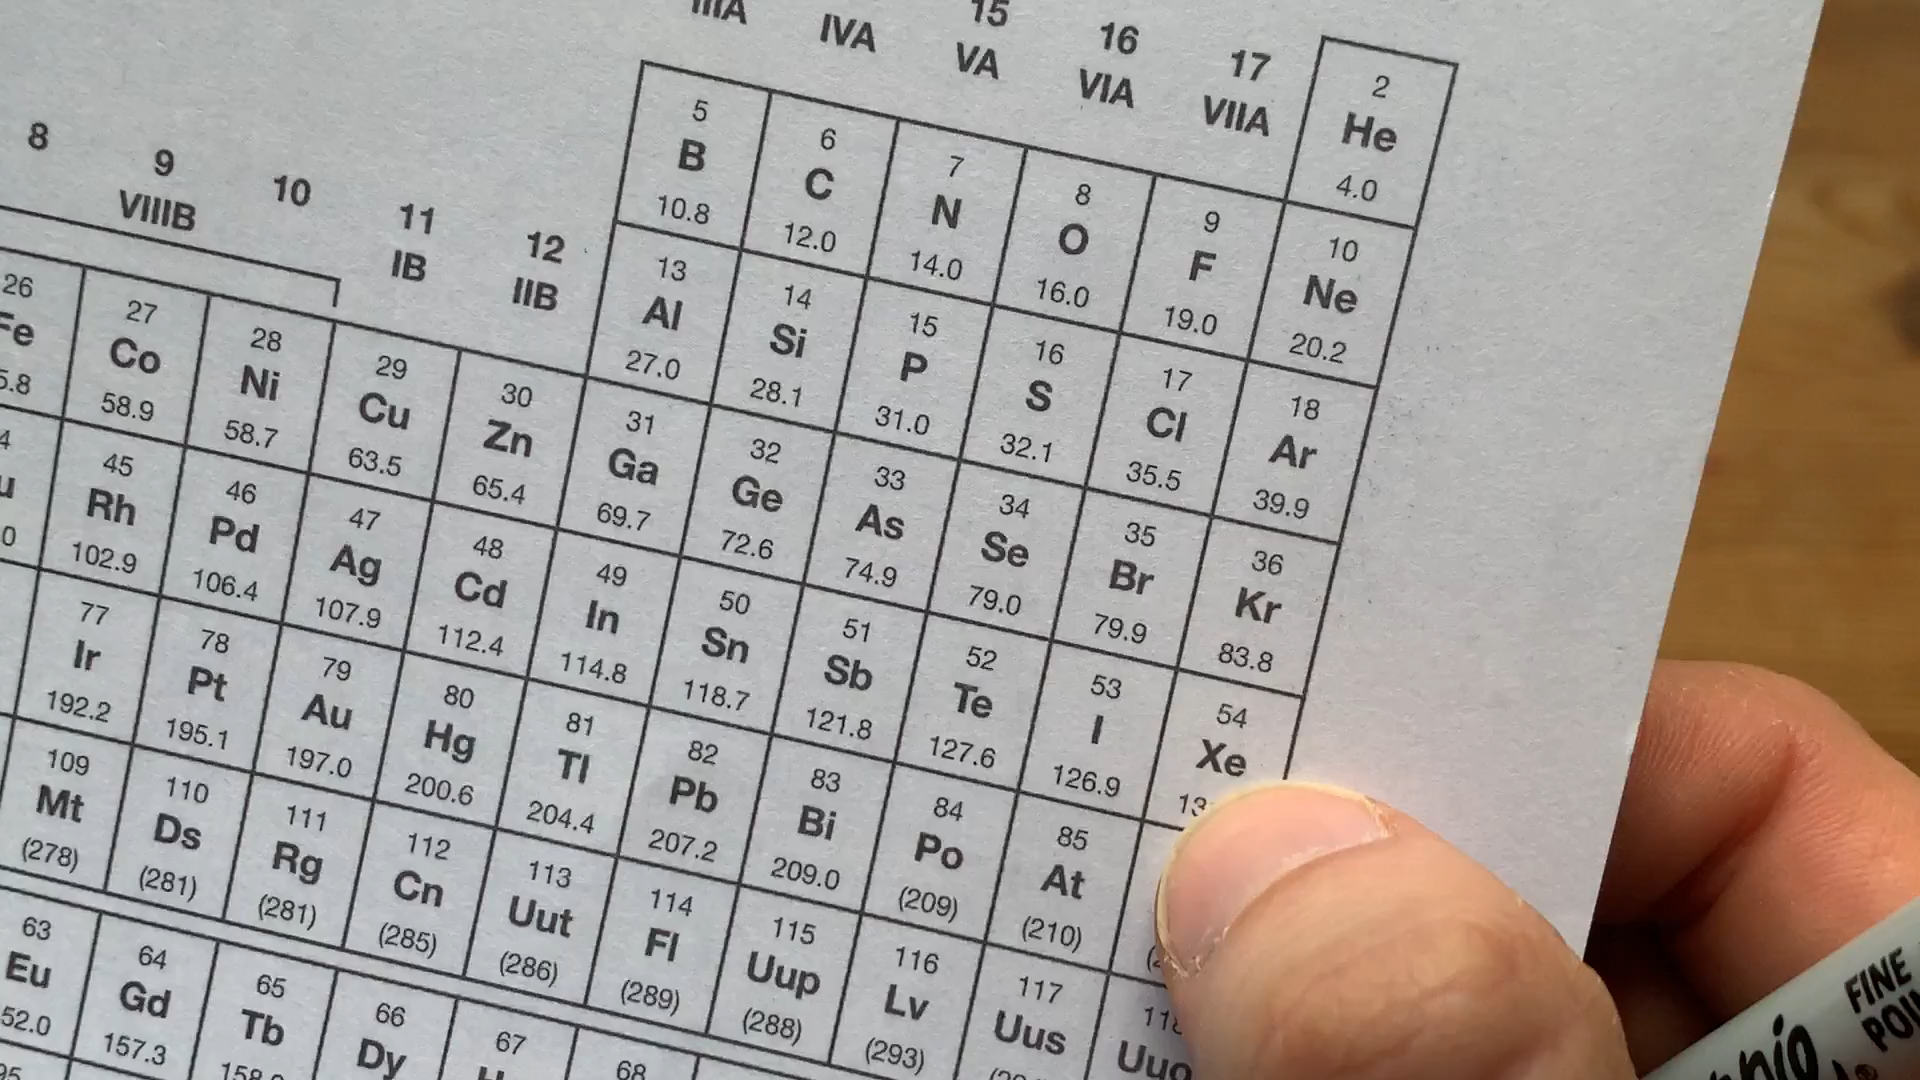 IIIA IVA 15 VA 16 VIA 17 VIIA
2 He 4.0
8 9 VIIIB 10 11 IB 12 IIB
5 B 10.8
6 C 12.0
7 N 14.0
8 O 16.0
9 F 19.0
10 Ne 20.2
13 Al 27.0
14 Si 28.1
15 P 31.0
16 S 32.1
17 Cl 35.5
18 Ar 39.9
26 Fe 5.8
27 Co 58.9
28 Ni 58.7
29 Cu 63.5
30 Zn 65.4
31 Ga 69.7
32 Ge 72.6
33 As 74.9
34 Se 79.0
35 Br 79.9
36 Kr 83.8
45 Rh 102.9
46 Pd 106.4
47 Ag 107.9
48 Cd 112.4
49 In 114.8
50 Sn 118.7
51 Sb 121.8
52 Te 127.6
53 I 126.9
54 Xe
77 Ir 192.2
78 Pt 195.1
79 Au 197.0
80 Hg 200.6
81 Tl 204.4
82 Pb 207.2
83 Bi 209.0
84 Po (209)
85 At (210)
109 Mt (278)
110 Ds (281)
111 Rg (281)
112 Cn (285)
113 Uut (286)
114 Fl (289)
115 Uup (288)
116 Lv (293)
117 Uus
Uuo
63 Eu 52.0
64 Gd 157.3
65 Tb
66 Dy
67
68
FINE